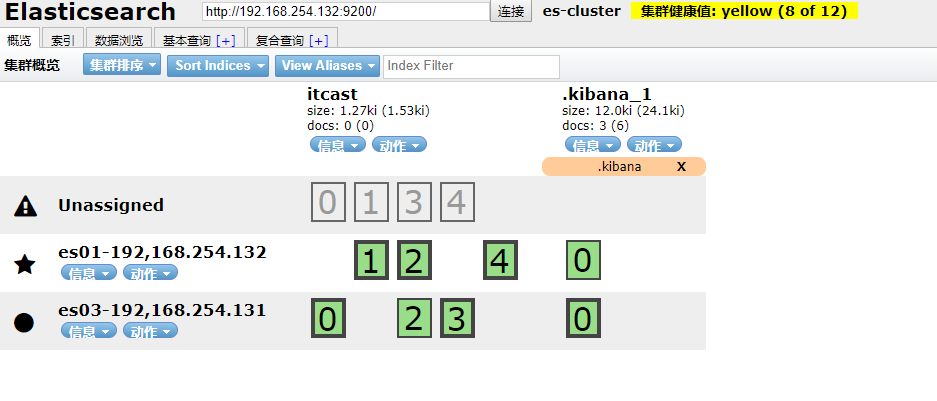 Elasticsearch http://192.168.254.132:9200/ 连接 es-cluster 集群健康值: yellow (8 of 12)
概览 索引 数据浏览 基本查询 [+] 复合查询 [+]
集群概览 集群排序 Sort Indices View Aliases Index Filter
itcast .kibana_1
size: 1.27ki (1.53ki) size: 12.0ki (24.1ki)
docs: 0 (0) docs: 3 (6)
信息 动作 信息 动作
.kibana X
Unassigned 0 1 3 4
es01-192,168.254.132 1 2 4 0
信息 动作
es03-192,168.254.131 0 2 3 0
信息 动作